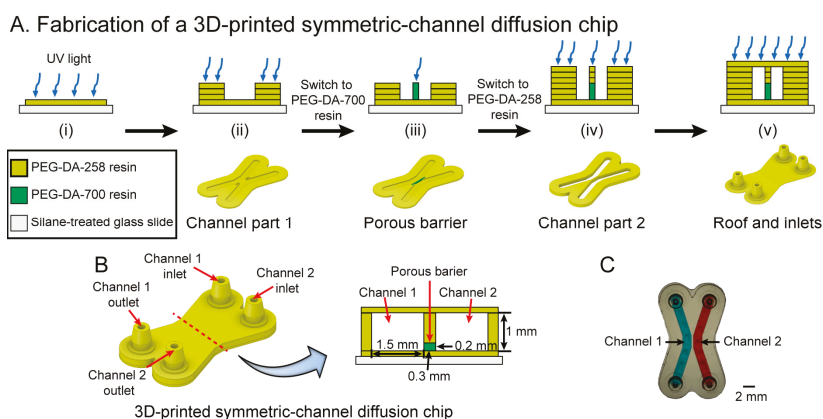 A. Fabrication of a 3D-printed symmetric-channel diffusion chip
UV light
Switch to
PEG-DA-700
resin
Switch to
PEG-DA-258
resin
(i)
(ii)
(iii)
(iv)
(v)
PEG-DA-258 resin
PEG-DA-700 resin
Silane-treated glass slide
Channel part 1
Porous barrier
Channel part 2
Roof and inlets
B
Channel 1
inlet
Channel 2
inlet
Channel 1
outlet
Channel 2
outlet
Porous barrier
Channel 1
Channel 2
1 mm
1.5 mm
0.2 mm
0.3 mm
3D-printed symmetric-channel diffusion chip
C
Channel 1
Channel 2
2 mm